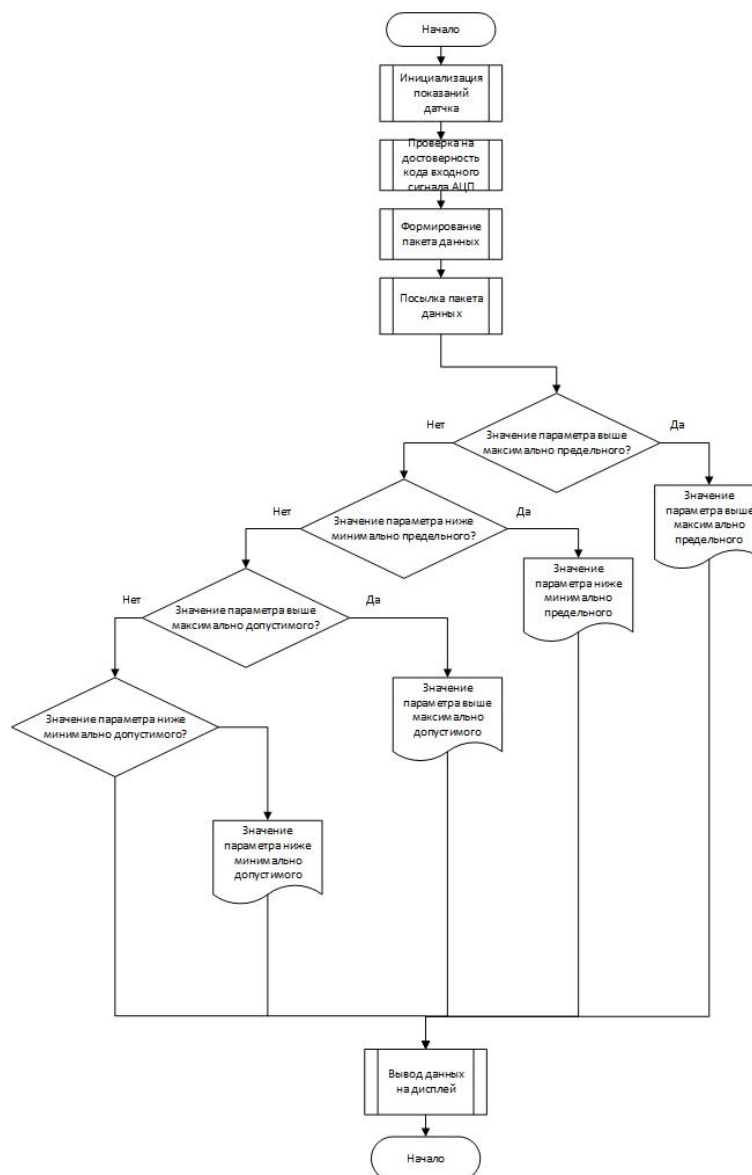 Начало
Инициализация
показаний
датчка
Проверка на
достоверность
кода входного
сигнала АЦП
Формирование
пакета данных
Посылка пакета
данных
Нет
Значение параметра выше
максимально предельного?
Да
Нет
Значение параметра ниже
минимально предельного?
Да
Значение
параметра выше
максимально
предельного
Нет
Значение параметра выше
максимально допустимого?
Да
Значение
параметра ниже
минимально
предельного
Значение параметра ниже
минимально допустимого?
Значение
параметра выше
максимально
допустимого
Значение
параметра ниже
минимально
допустимого
Вывод данных
на дисплей
Начало